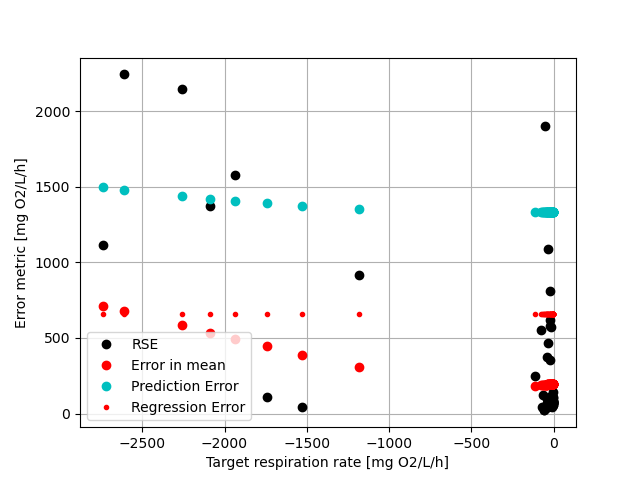 2000
1500
1000
500
0
Error metric [mg O2/L/h]
RSE
Error in mean
Prediction Error
Regression Error
−2500 −2000 −1500 −1000 −500 0
Target respiration rate [mg O2/L/h]